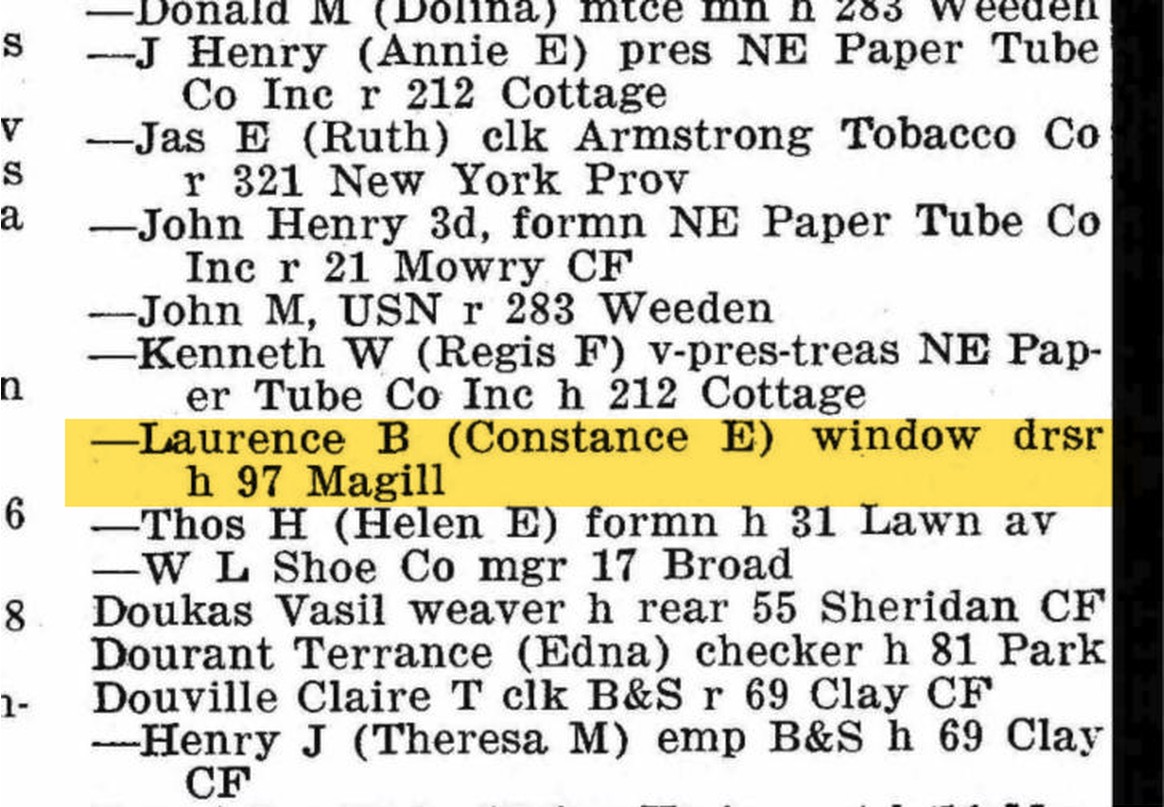 —Donald M (Dolina) mtce mn h 283 Weeden
s
—J Henry (Annie E) pres NE Paper Tube
Co Inc r 212 Cottage
v
—Jas E (Ruth) clk Armstrong Tobacco Co
s
r 321 New York Prov
a
—John Henry 3d, formn NE Paper Tube Co
Inc r 21 Mowry CF
—John M, USN r 283 Weeden
—Kenneth W (Regis F) v-pres-treas NE Pap-
n
er Tube Co Inc h 212 Cottage
—Laurence B (Constance E) window drsr
h 97 Magill
6
—Thos H (Helen E) formn h 31 Lawn av
—W L Shoe Co mgr 17 Broad
8
Doukas Vasil weaver h rear 55 Sheridan CF
Dourant Terrance (Edna) checker h 81 Park
Douville Claire T clk B&S r 69 Clay CF
—Henry J (Theresa M) emp B&S h 69 Clay
CF